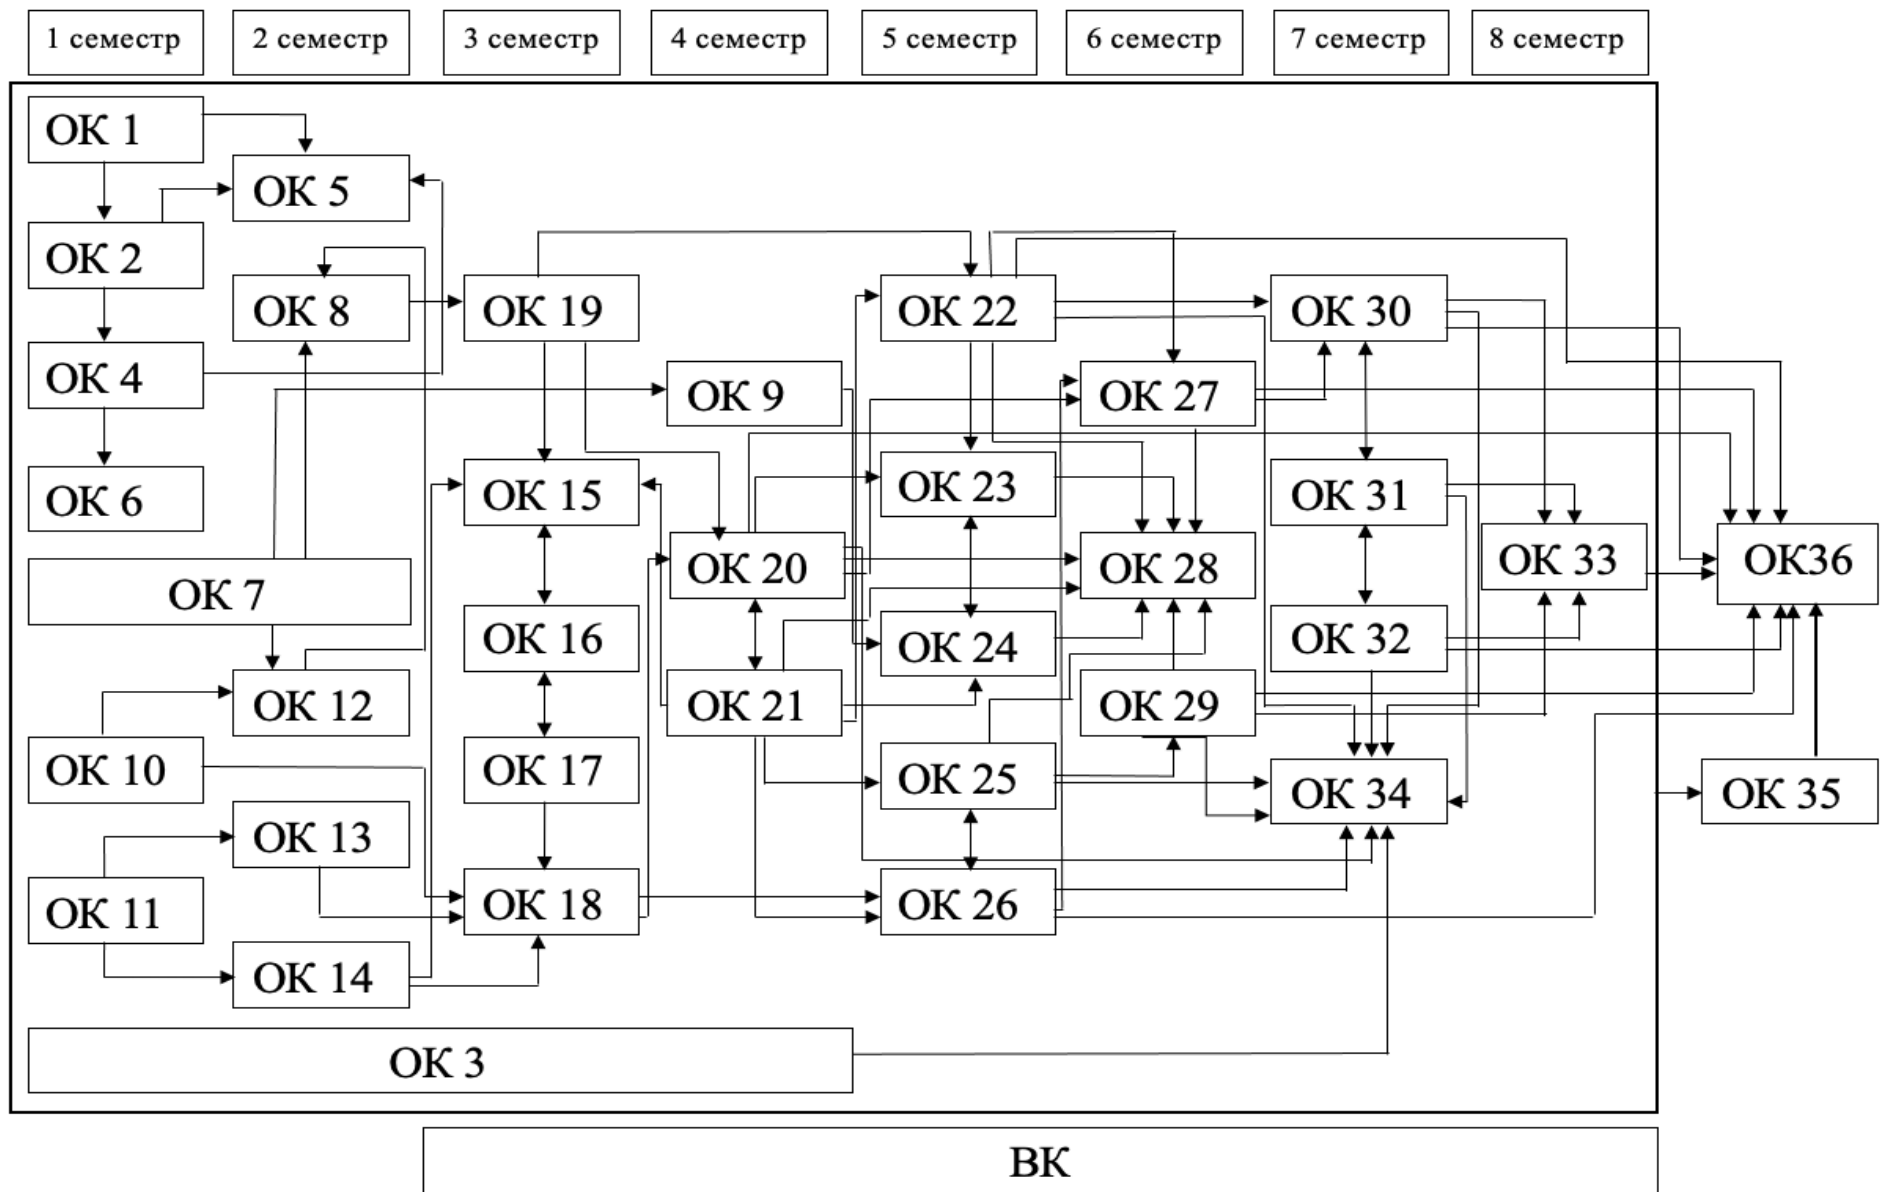 1 семестр
2 семестр
3 семестр
4 семестр
5 семестр
6 семестр
7 семестр
8 семестр
ОК 1
ОК 5
ОК 2
ОК 8
ОК 19
ОК 22
ОК 30
ОК 4
ОК 9
ОК 27
ОК 6
ОК 15
ОК 23
ОК 31
ОК 7
ОК 20
ОК 28
ОК 33
ОК36
ОК 16
ОК 24
ОК 32
ОК 12
ОК 21
ОК 29
ОК 10
ОК 17
ОК 25
ОК 34
ОК 35
ОК 13
ОК 11
ОК 18
ОК 26
ОК 14
ОК 3
ВК